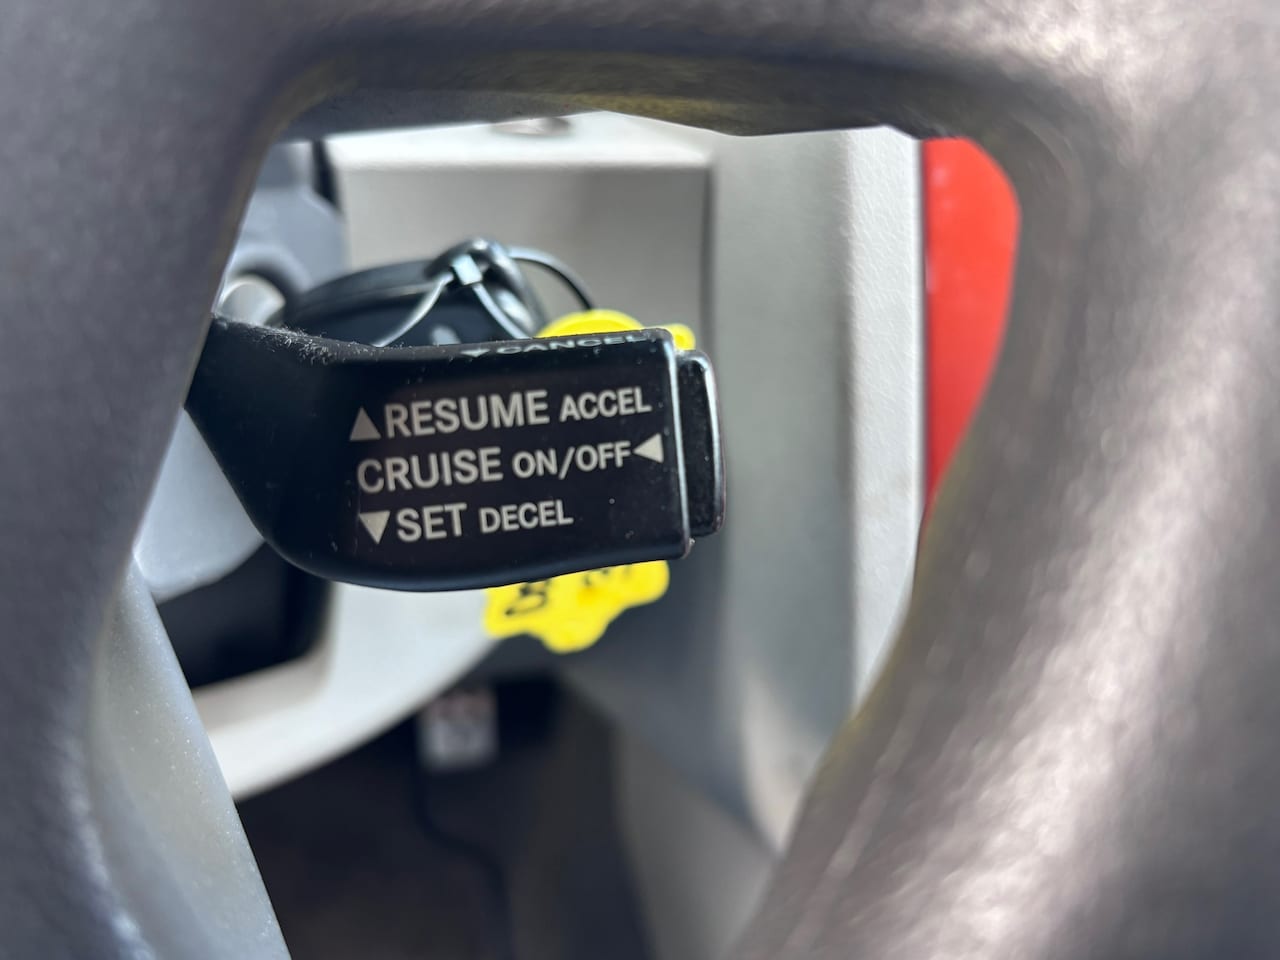 ▼CANCEL
▲RESUME ACCEL
CRUISE ON/OFF◀
▼SET DECEL